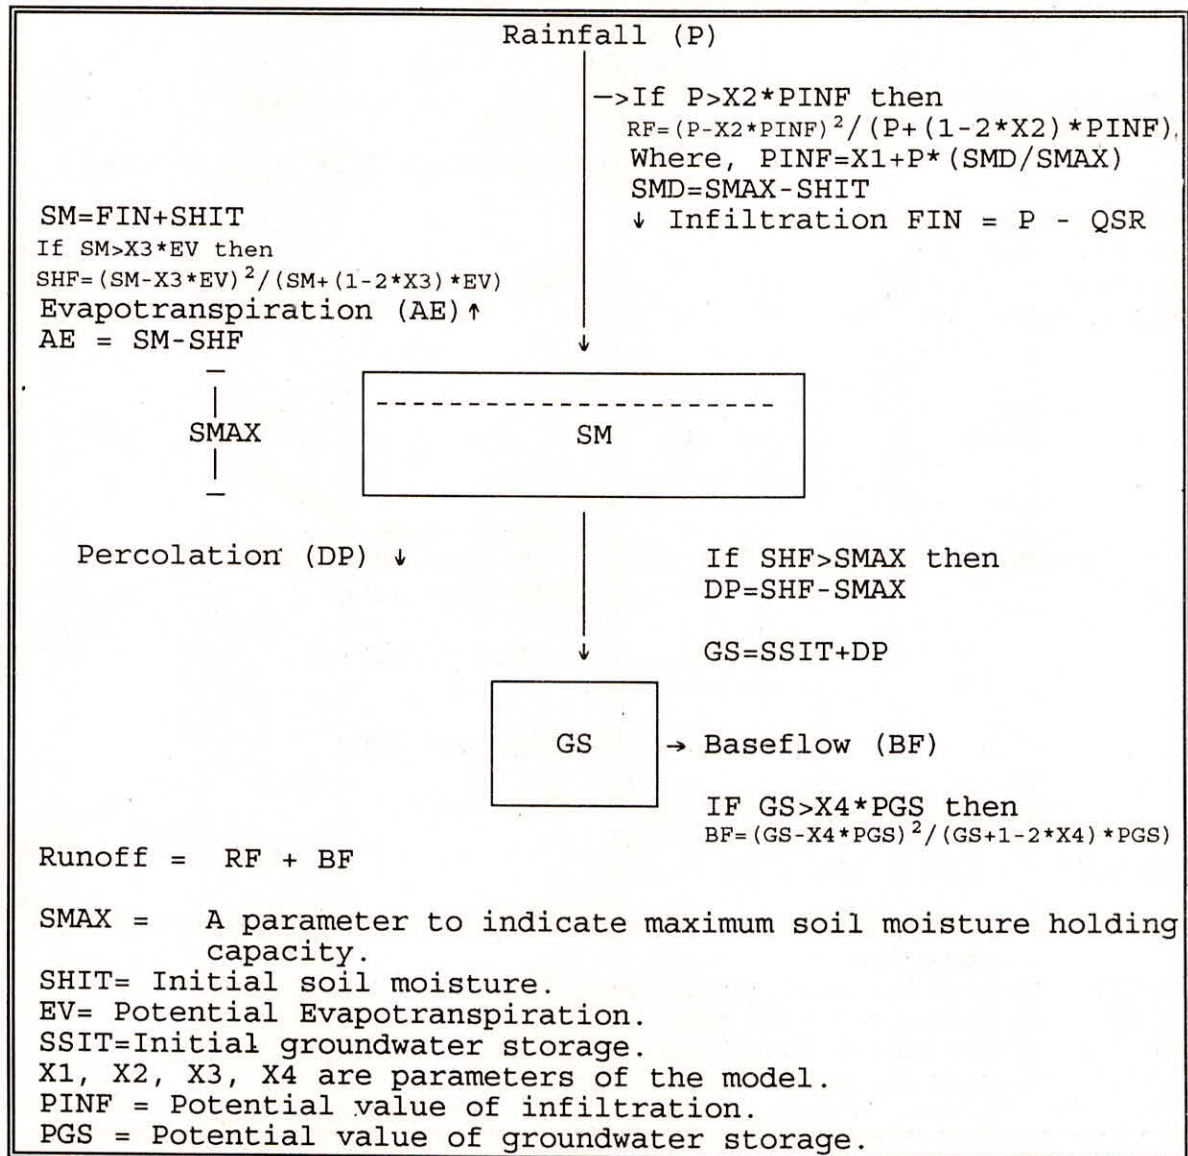 Rainfall (P)
→If P>X2*PINF then
RF=(P-X2*PINF)²/(P+(1-2*X2)*PINF).
Where, PINF=X1+P*(SMD/SMAX)
SMD=SMAX-SHIT
↓ Infiltration FIN = P - QSR
SM=FIN+SHIT
If SM>X3*EV then
SHF=(SM-X3*EV)²/(SM+(1-2*X3)*EV)
Evapotranspiration (AE)↑
AE = SM-SHF
SMAX
SM
Percolation (DP) ↓
If SHF>SMAX then
DP=SHF-SMAX
GS=SSIT+DP
GS
→ Baseflow (BF)
IF GS>X4*PGS then
BF=(GS-X4*PGS)²/(GS+1-2*X4)*PGS)
Runoff = RF + BF
SMAX = A parameter to indicate maximum soil moisture holding
capacity.
SHIT= Initial soil moisture.
EV= Potential Evapotranspiration.
SSIT=Initial groundwater storage.
X1, X2, X3, X4 are parameters of the model.
PINF = Potential value of infiltration.
PGS = Potential value of groundwater storage.